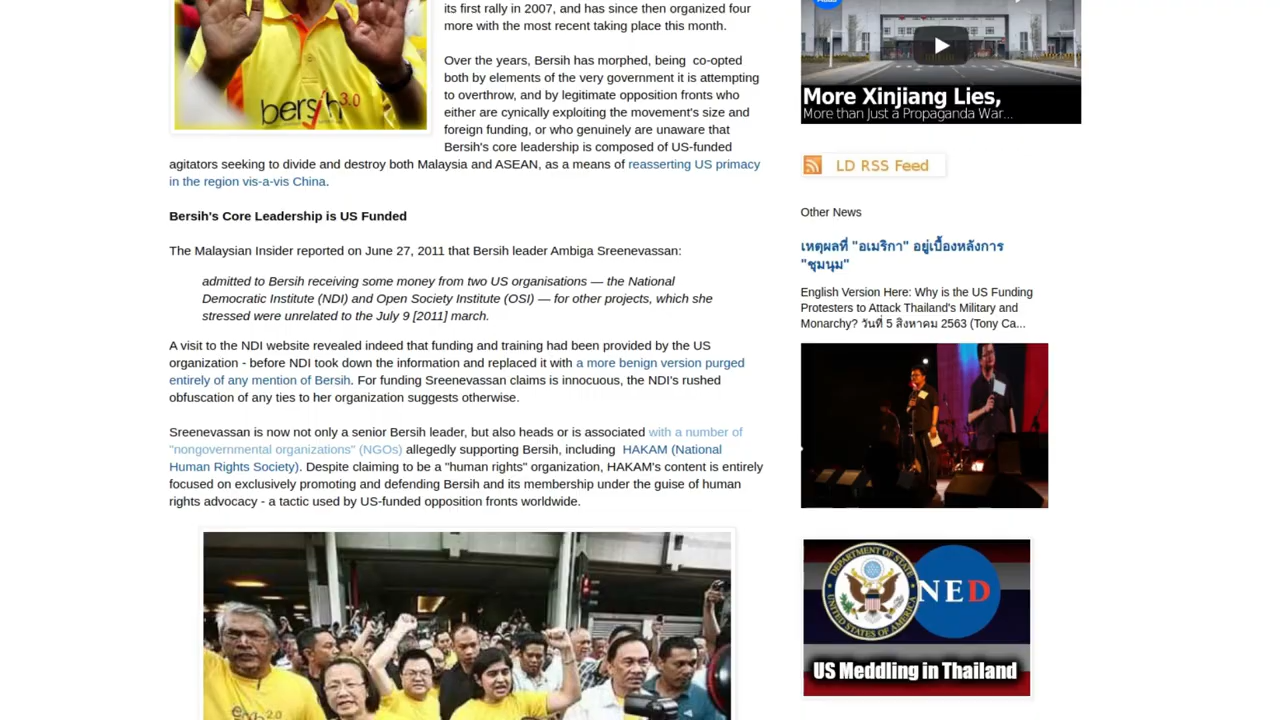 its first rally in 2007, and has since then organized four
more with the most recent taking place this month.
Over the years, Bersih has morphed, being  co-opted
both by elements of the very government it is attempting
to overthrow, and by legitimate opposition fronts who
either are cynically exploiting the movement's size and
foreign funding, or who genuinely are unaware that
Bersih's core leadership is composed of US-funded
agitators seeking to divide and destroy both Malaysia and ASEAN, as a means of reasserting US primacy
in the region vis-a-vis China.
bersih 3.0
Bersih's Core Leadership is US Funded
The Malaysian Insider reported on June 27, 2011 that Bersih leader Ambiga Sreenevassan:
admitted to Bersih receiving some money from two US organisations — the National
Democratic Institute (NDI) and Open Society Institute (OSI) — for other projects, which she
stressed were unrelated to the July 9 [2011] march.
A visit to the NDI website revealed indeed that funding and training had been provided by the US
organization - before NDI took down the information and replaced it with a more benign version purged
entirely of any mention of Bersih. For funding Sreenevassan claims is innocuous, the NDI's rushed
obfuscation of any ties to her organization suggests otherwise.
Sreenevassan is now not only a senior Bersih leader, but also heads or is associated with a number of
"nongovernmental organizations" (NGOs) allegedly supporting Bersih, including  HAKAM (National
Human Rights Society). Despite claiming to be a "human rights" organization, HAKAM's content is entirely
focused on exclusively promoting and defending Bersih and its membership under the guise of human
rights advocacy - a tactic used by US-funded opposition fronts worldwide.
2.0
More Xinjiang Lies,
More than Just a Propaganda War...
LD RSS Feed
Other News
เหตุผลที่ "อเมริกา" อยู่เบื้องหลังการ
"ชุมนุม"
English Version Here: Why is the US Funding
Protesters to Attack Thailand's Military and
Monarchy? วันที่ 5 สิงหาคม 2563 (Tony Ca...
DEPARTMENT OF STATE
UNITED STATES OF AMERICA
NED
US Meddling in Thailand